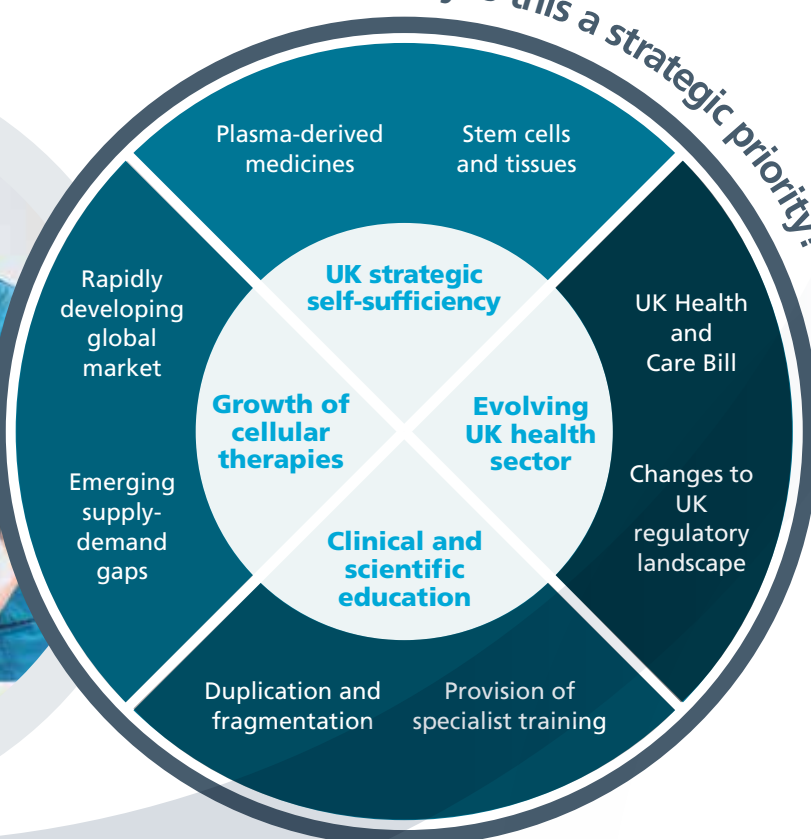 this a strategic priority?
Plasma-derived
medicines
Stem cells
and tissues
UK strategic
self-sufficiency
Rapidly
developing
global
market
Emerging
supply-
demand
gaps
Growth of
cellular
therapies
Evolving
UK health
sector
UK Health
and
Care Bill
Changes to
UK
regulatory
landscape
Clinical and
scientific
education
Duplication and
fragmentation
Provision of
specialist training